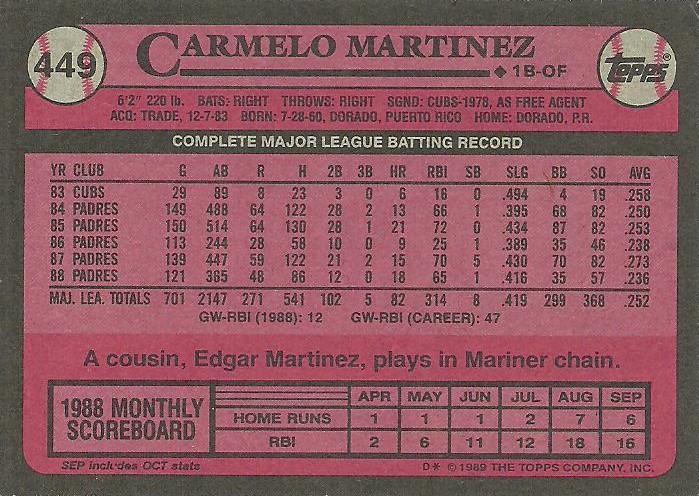 449
CARMELO MARTINEZ
1B-OF
TOPPS®
6'2" 220 lb. BATS: RIGHT THROWS: RIGHT SGND: CUBS-1978, AS FREE AGENT
ACQ: TRADE, 12-7-83 BORN: 7-28-60, DORADO, PUERTO RICO HOME: DORADO, P.R.
COMPLETE MAJOR LEAGUE BATTING RECORD
YR CLUB G AB R H 2B 3B HR RBI SB SLG BB SO AVG
83 CUBS 29 89 8 23 3 0 6 16 0 .494 4 19 .258
84 PADRES 149 488 64 122 28 2 13 66 1 .395 68 82 .250
85 PADRES 150 514 64 130 28 1 21 72 0 .434 87 82 .253
86 PADRES 113 244 28 58 10 0 9 25 1 .389 35 46 .238
87 PADRES 139 447 59 122 21 2 15 70 5 .430 70 82 .273
88 PADRES 121 365 48 86 12 0 18 65 1 .416 35 57 .236
MAJ. LEA. TOTALS 701 2147 271 541 102 5 82 314 8 .419 299 368 .252
GW-RBI (1988): 12 GW-RBI (CAREER): 47
A cousin, Edgar Martinez, plays in Mariner chain.
1988 MONTHLY SCOREBOARD
APR MAY JUN JUL AUG SEP
HOME RUNS 1 1 1 2 7 6
RBI 2 6 11 12 18 16
SEP includes OCT stats
D* © 1989 THE TOPPS COMPANY, INC.